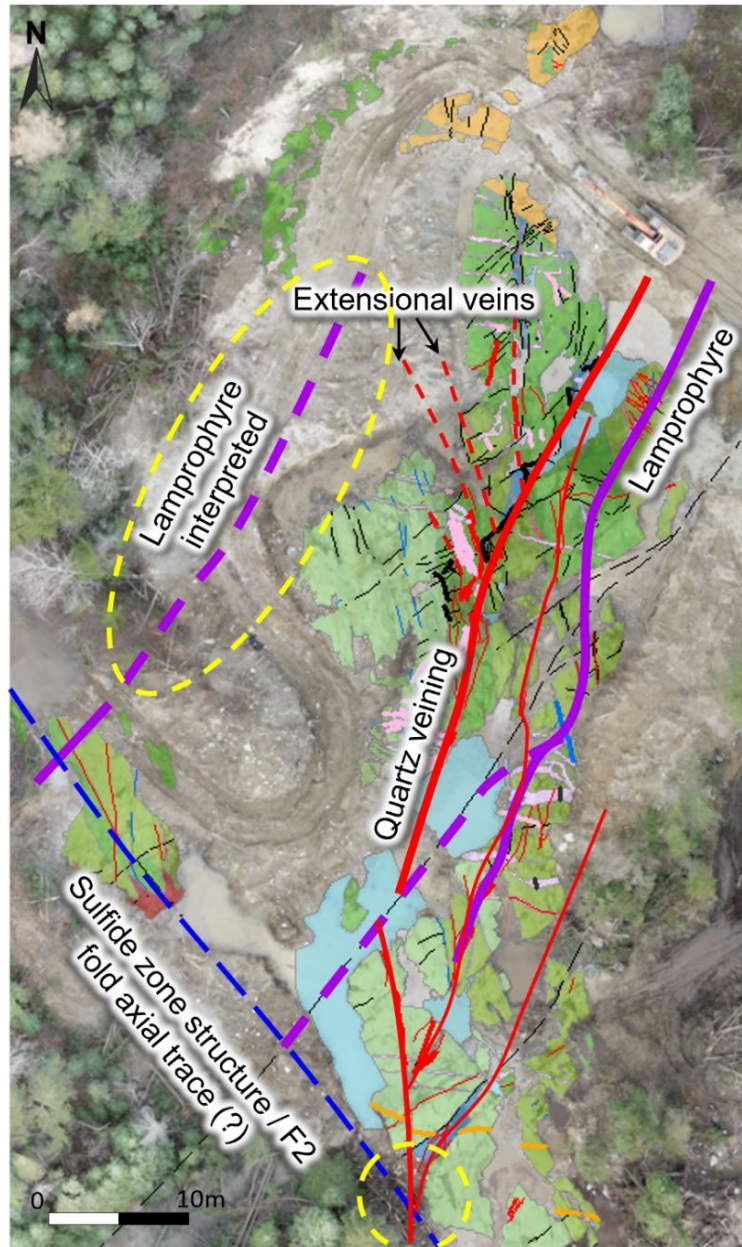 N
Extensional veins
Lamprophyre
interpreted
Lamprophyre
Quartz veining
Sulfide zone structure / F2
fold axial trace (?)
0 10m